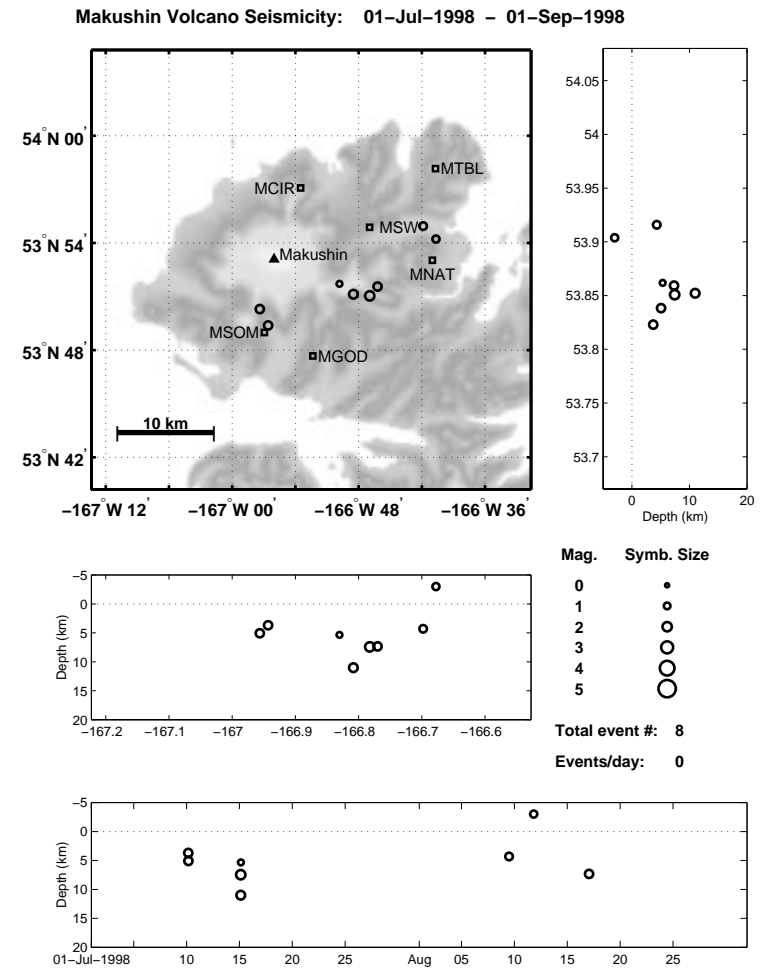 Makushin Volcano Seismicity: 01−Jul−1998 − 01−Sep−1998
54°N 00'
53°N 54'
53°N 48'
53°N 42'
−167°W 12' −167°W 00' −166°W 48' −166°W 36'
MTBL
MCIR
MSW
Makushin
MNAT
MSOM
MGOD
10 km
54.05
54
53.95
53.9
53.85
53.8
53.75
53.7
0 10 20
Depth (km)
Mag. Symb. Size
0
1
2
3
4
5
Total event #: 8
Events/day: 0
−5
0
5
10
15
20
Depth (km)
−167.2 −167.1 −167 −166.9 −166.8 −166.7 −166.6
−5
0
5
10
15
20
Depth (km)
01−Jul−1998 10 15 20 25 Aug 05 10 15 20 25